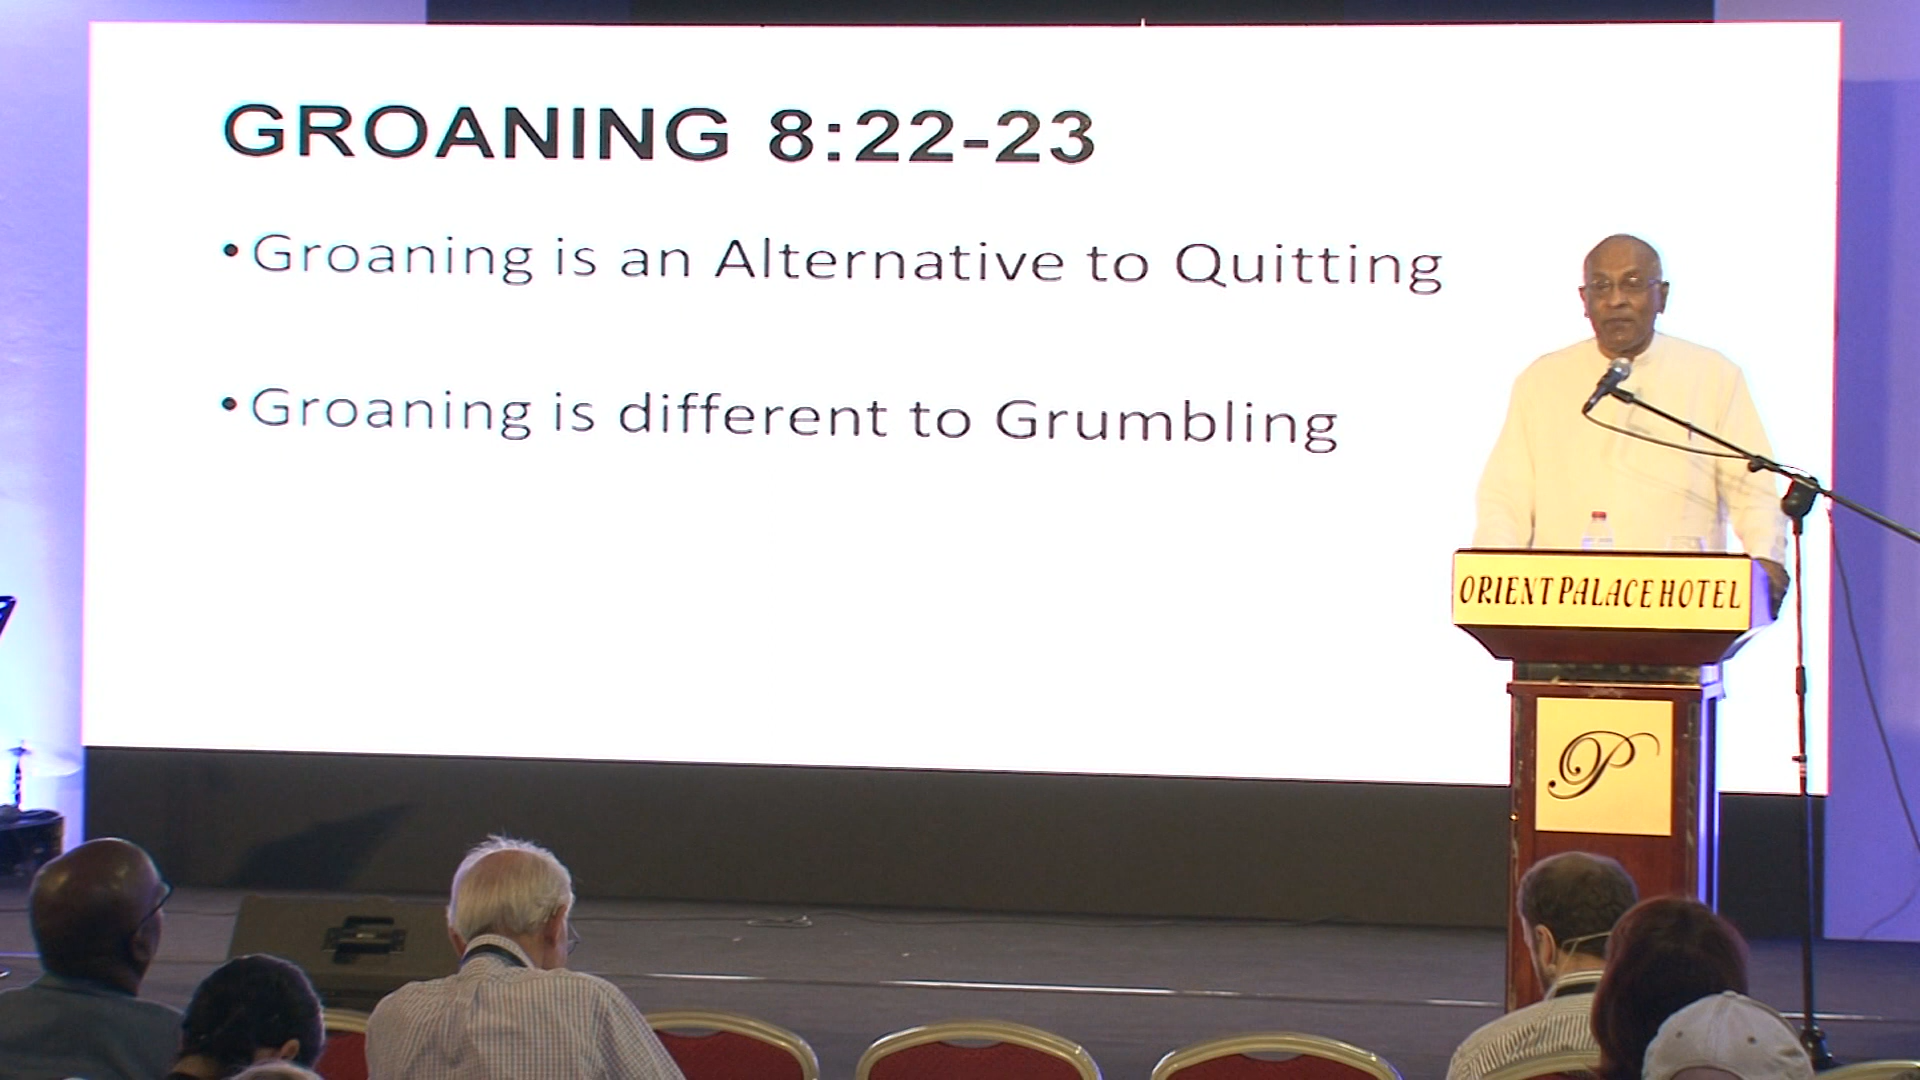 GROANING 8:22-23
•Groaning is an Alternative to Quitting
•Groaning is different to Grumbling
ORIENT PALACE HOTEL
P